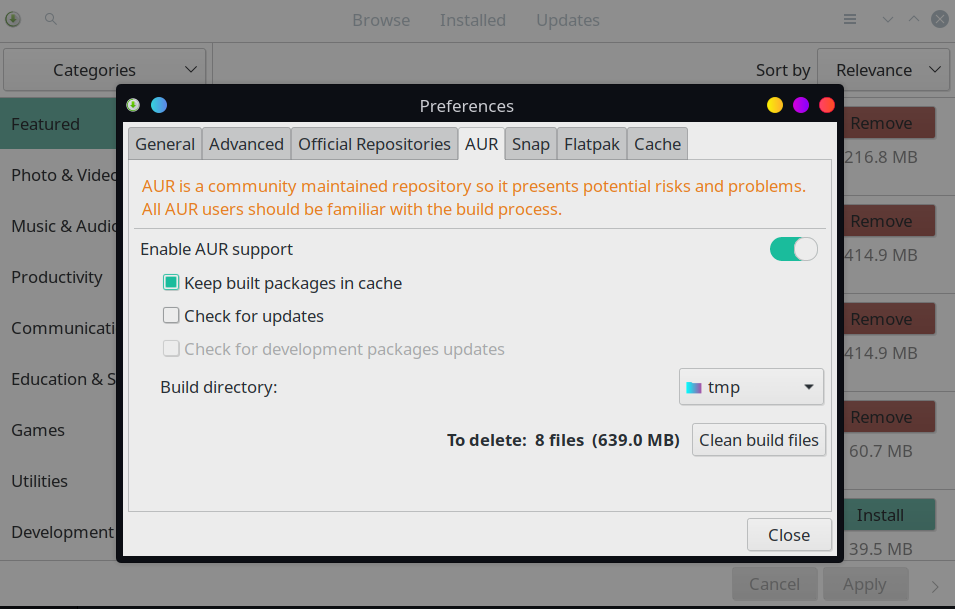 Browse Installed Updates
Categories
Sort by Relevance
Preferences
General Advanced Official Repositories AUR Snap Flatpak Cache
AUR is a community maintained repository so it presents potential risks and problems.
All AUR users should be familiar with the build process.
Enable AUR support
Keep built packages in cache
Check for updates
Check for development packages updates
Build directory: tmp
To delete: 8 files (639.0 MB) Clean build files
Close
Featured
Photo & Video
Music & Audio
Productivity
Communicati
Education & S
Games
Utilities
Development
Remove
216.8 MB
Remove
414.9 MB
Remove
414.9 MB
Remove
60.7 MB
Install
39.5 MB
Cancel Apply